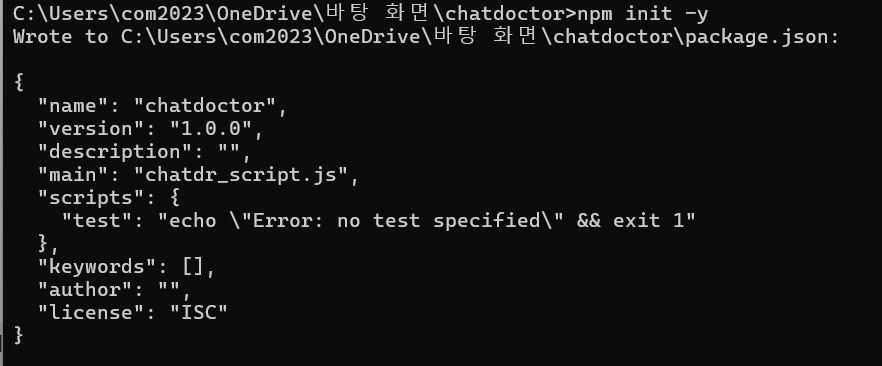 C:\Users\com2023\OneDrive\바탕 화면\chatdoctor>npm init -y
Wrote to C:\Users\com2023\OneDrive\바탕 화면\chatdoctor\package.json:

{
  "name": "chatdoctor",
  "version": "1.0.0",
  "description": "",
  "main": "chatdr_script.js",
  "scripts": {
    "test": "echo \"Error: no test specified\" && exit 1"
  },
  "keywords": [],
  "author": "",
  "license": "ISC"
}